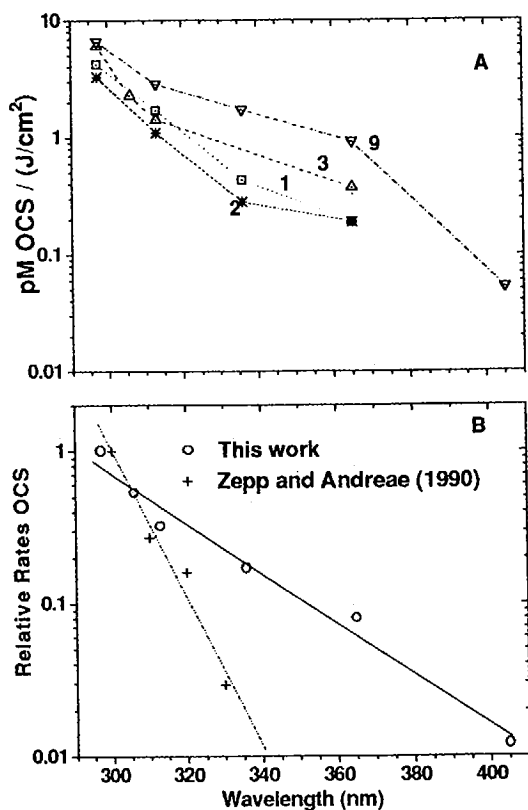 10
A
1
9
3
1
2
0.1
0.01
pM OCS / (J/cm²)
B
1
This work
Zepp and Andreae (1990)
0.1
0.01
Relative Rates OCS
300 320 340 360 380 400
Wavelength (nm)